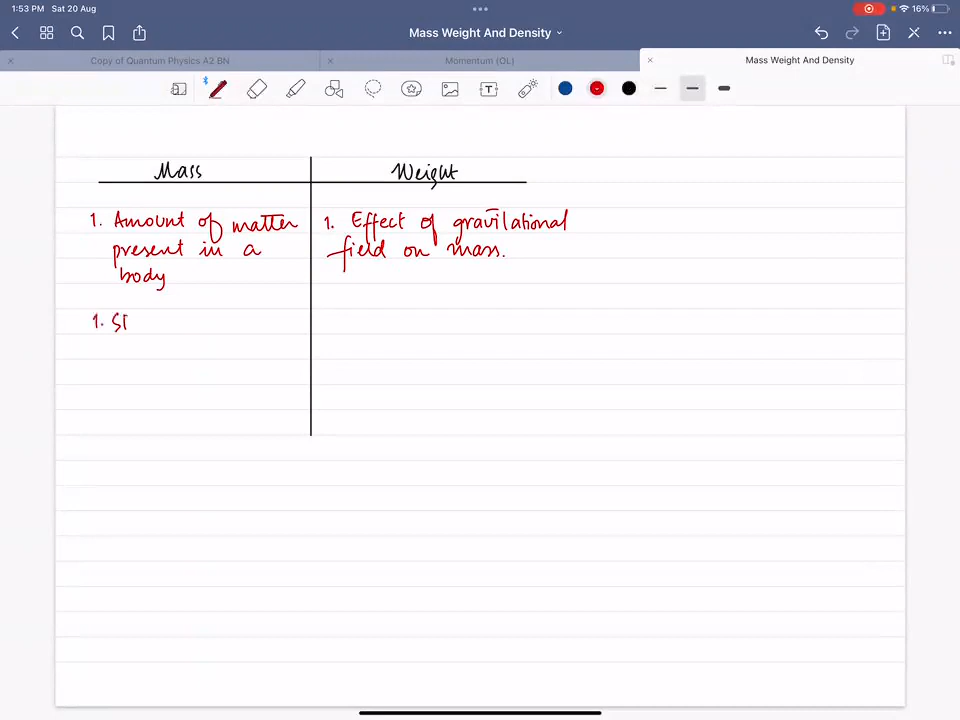 1:53 PM Sat 20 Aug
16%
Mass Weight And Density
Copy of Quantum Physics A2 BN
Momentum (OL)
Mass Weight And Density
Mass
Weight
1. Amount of matter
present in a
body
1. Effect of gravitational
field on mass.
1. SI